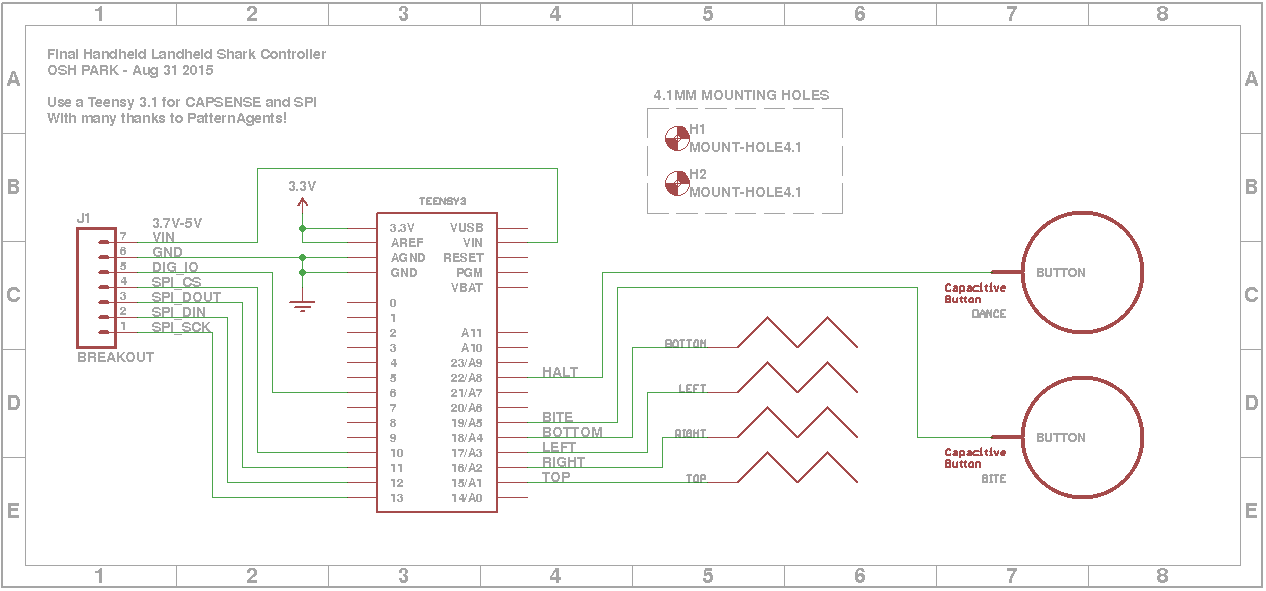 1 2 3 4 5 6 7 8
A A
Final Handheld Landheld Shark Controller
OSH PARK - Aug 31 2015
Use a Teensy 3.1 for CAPSENSE and SPI
With many thanks to PatternAgents!
4.1MM MOUNTING HOLES
H1
MOUNT-HOLE4.1
H2
MOUNT-HOLE4.1
B B
3.3V
TEENSY3
J1
3.7V-5V
7 VIN
6 GND
5 DIG_IO
4 SPI_CS
3 SPI_DOUT
2 SPI_DIN
1 SPI_SCK
BREAKOUT
3.3V VUSB
AREF VIN
AGND RESET
GND PGM
VBAT
0
1
2 A11
3 A10
4 23/A9
5 22/A8
6 21/A7
7 20/A6
8 19/A5
9 18/A4
10 17/A3
11 16/A2
12 15/A1
13 14/A0
HALT
BITE
BOTTOM
LEFT
RIGHT
TOP
BOTTOM
LEFT
RIGHT
TOP
BUTTON
Capacitive
Button
DANCE
BUTTON
Capacitive
Button
BITE
C C
D D
E E
1 2 3 4 5 6 7 8